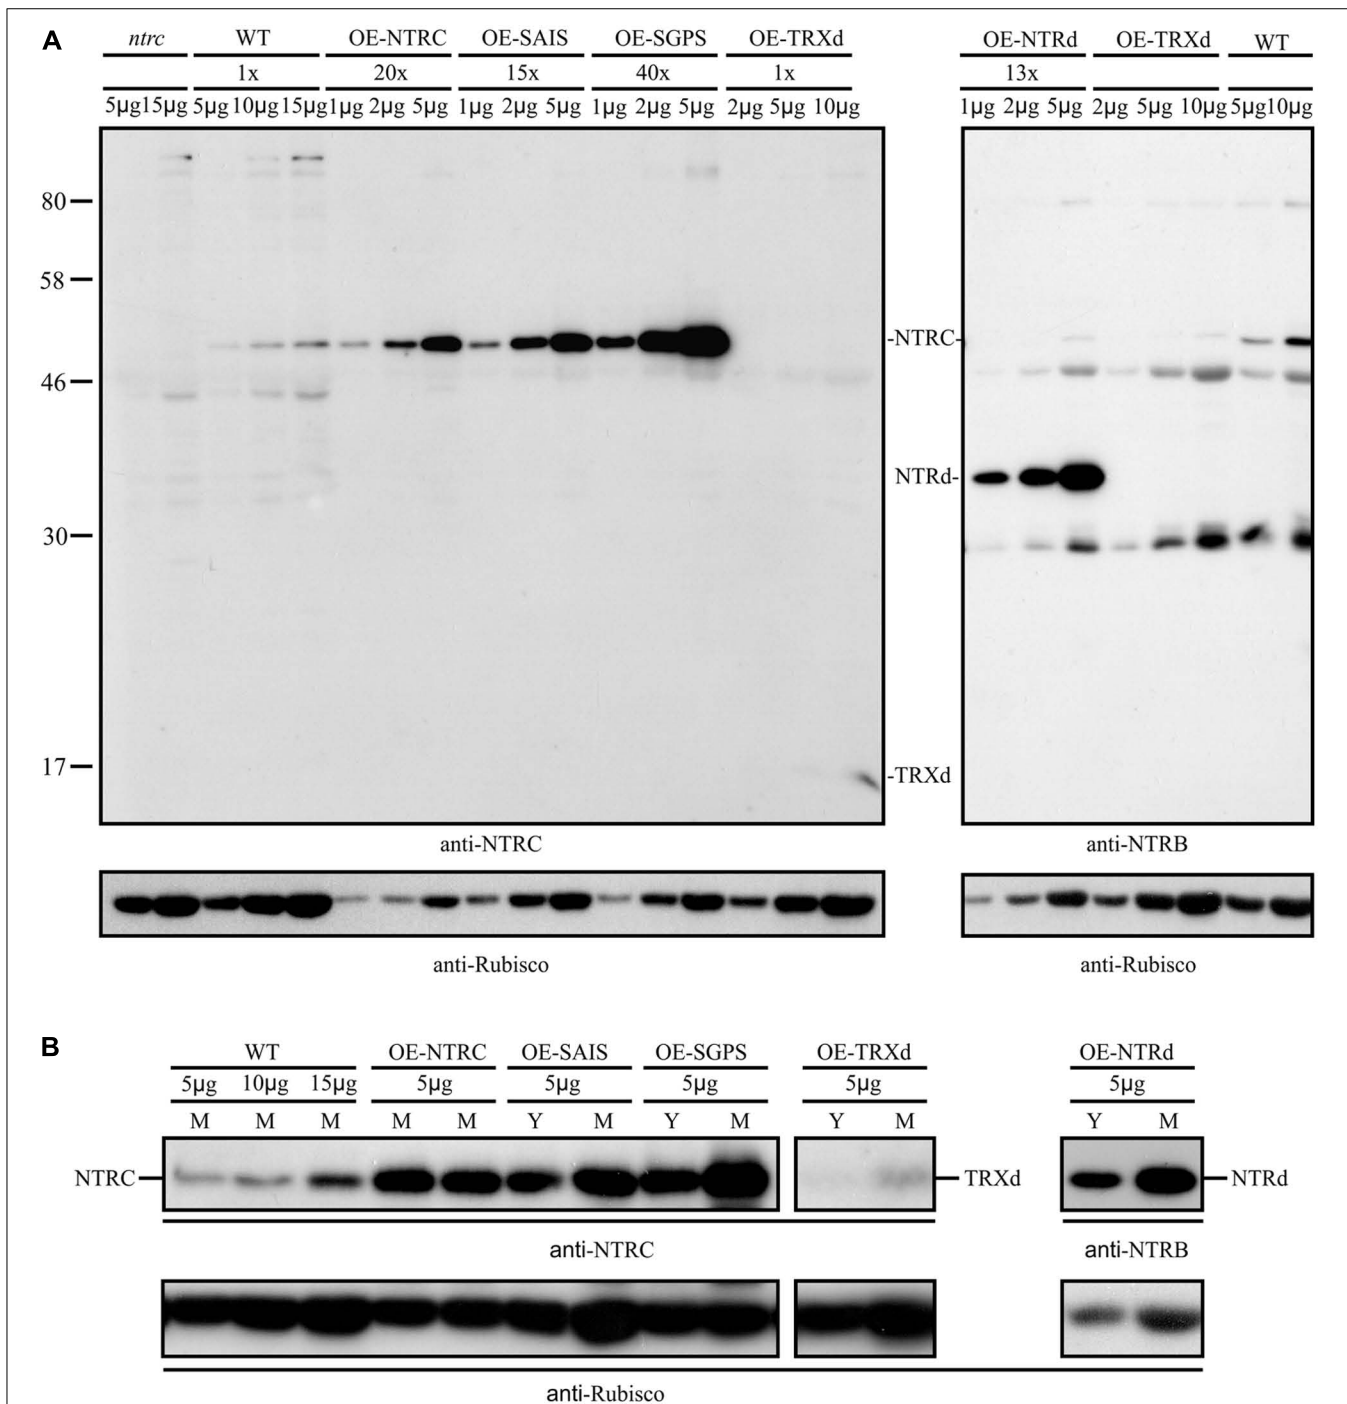 A
ntrc WT OE-NTRC OE-SAIS OE-SGPS OE-TRXd OE-NTRd OE-TRXd WT
1x 20x 15x 40x 1x 13x
5μg 15μg 5μg 10μg 15μg 1μg 2μg 5μg 1μg 2μg 5μg 1μg 2μg 5μg 2μg 5μg 10μg 1μg 2μg 5μg 2μg 5μg 10μg 5μg 10μg
80
58
-NTRC-
46
NTRd-
30
17
-TRXd
anti-NTRC anti-NTRB
anti-Rubisco anti-Rubisco
B
WT OE-NTRC OE-SAIS OE-SGPS OE-TRXd OE-NTRd
5μg 10μg 15μg 5μg 5μg 5μg 5μg 5μg
M M M M M Y M Y M Y M Y M
NTRC TRXd NTRd
anti-NTRC anti-NTRB
anti-Rubisco